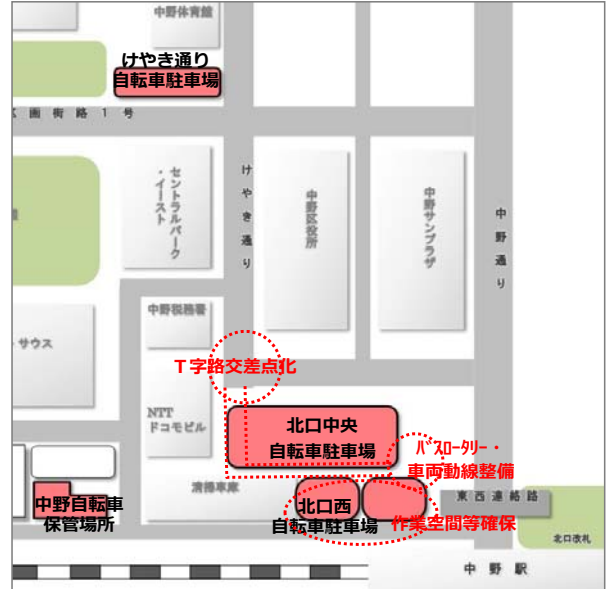 中野体育館
けやき通り
自転車駐車場
画街路1号
セントラルパーク
・イースト
けやき通り
中野区役所
中野サンプラザ
中野通り
中野税務署
サウス
T字路交差点化
NTT
ドコモビル
北口中央
自転車駐車場
バスロータリー・
車両動線整備
清掃車庫
北口西
自転車駐車場
作業空間等確保
東西連絡路
中野自転車
保管場所
北口改札
中野駅